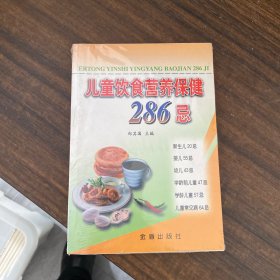 ERTONG YINSHI YINGYANG BAOJIAN 286 JI
儿童饮食营养保健
286忌
主编
新生儿20忌
婴儿55忌
幼儿43忌
学龄前儿童47忌
学龄儿童57忌
儿童常见病64忌
金盾出版社